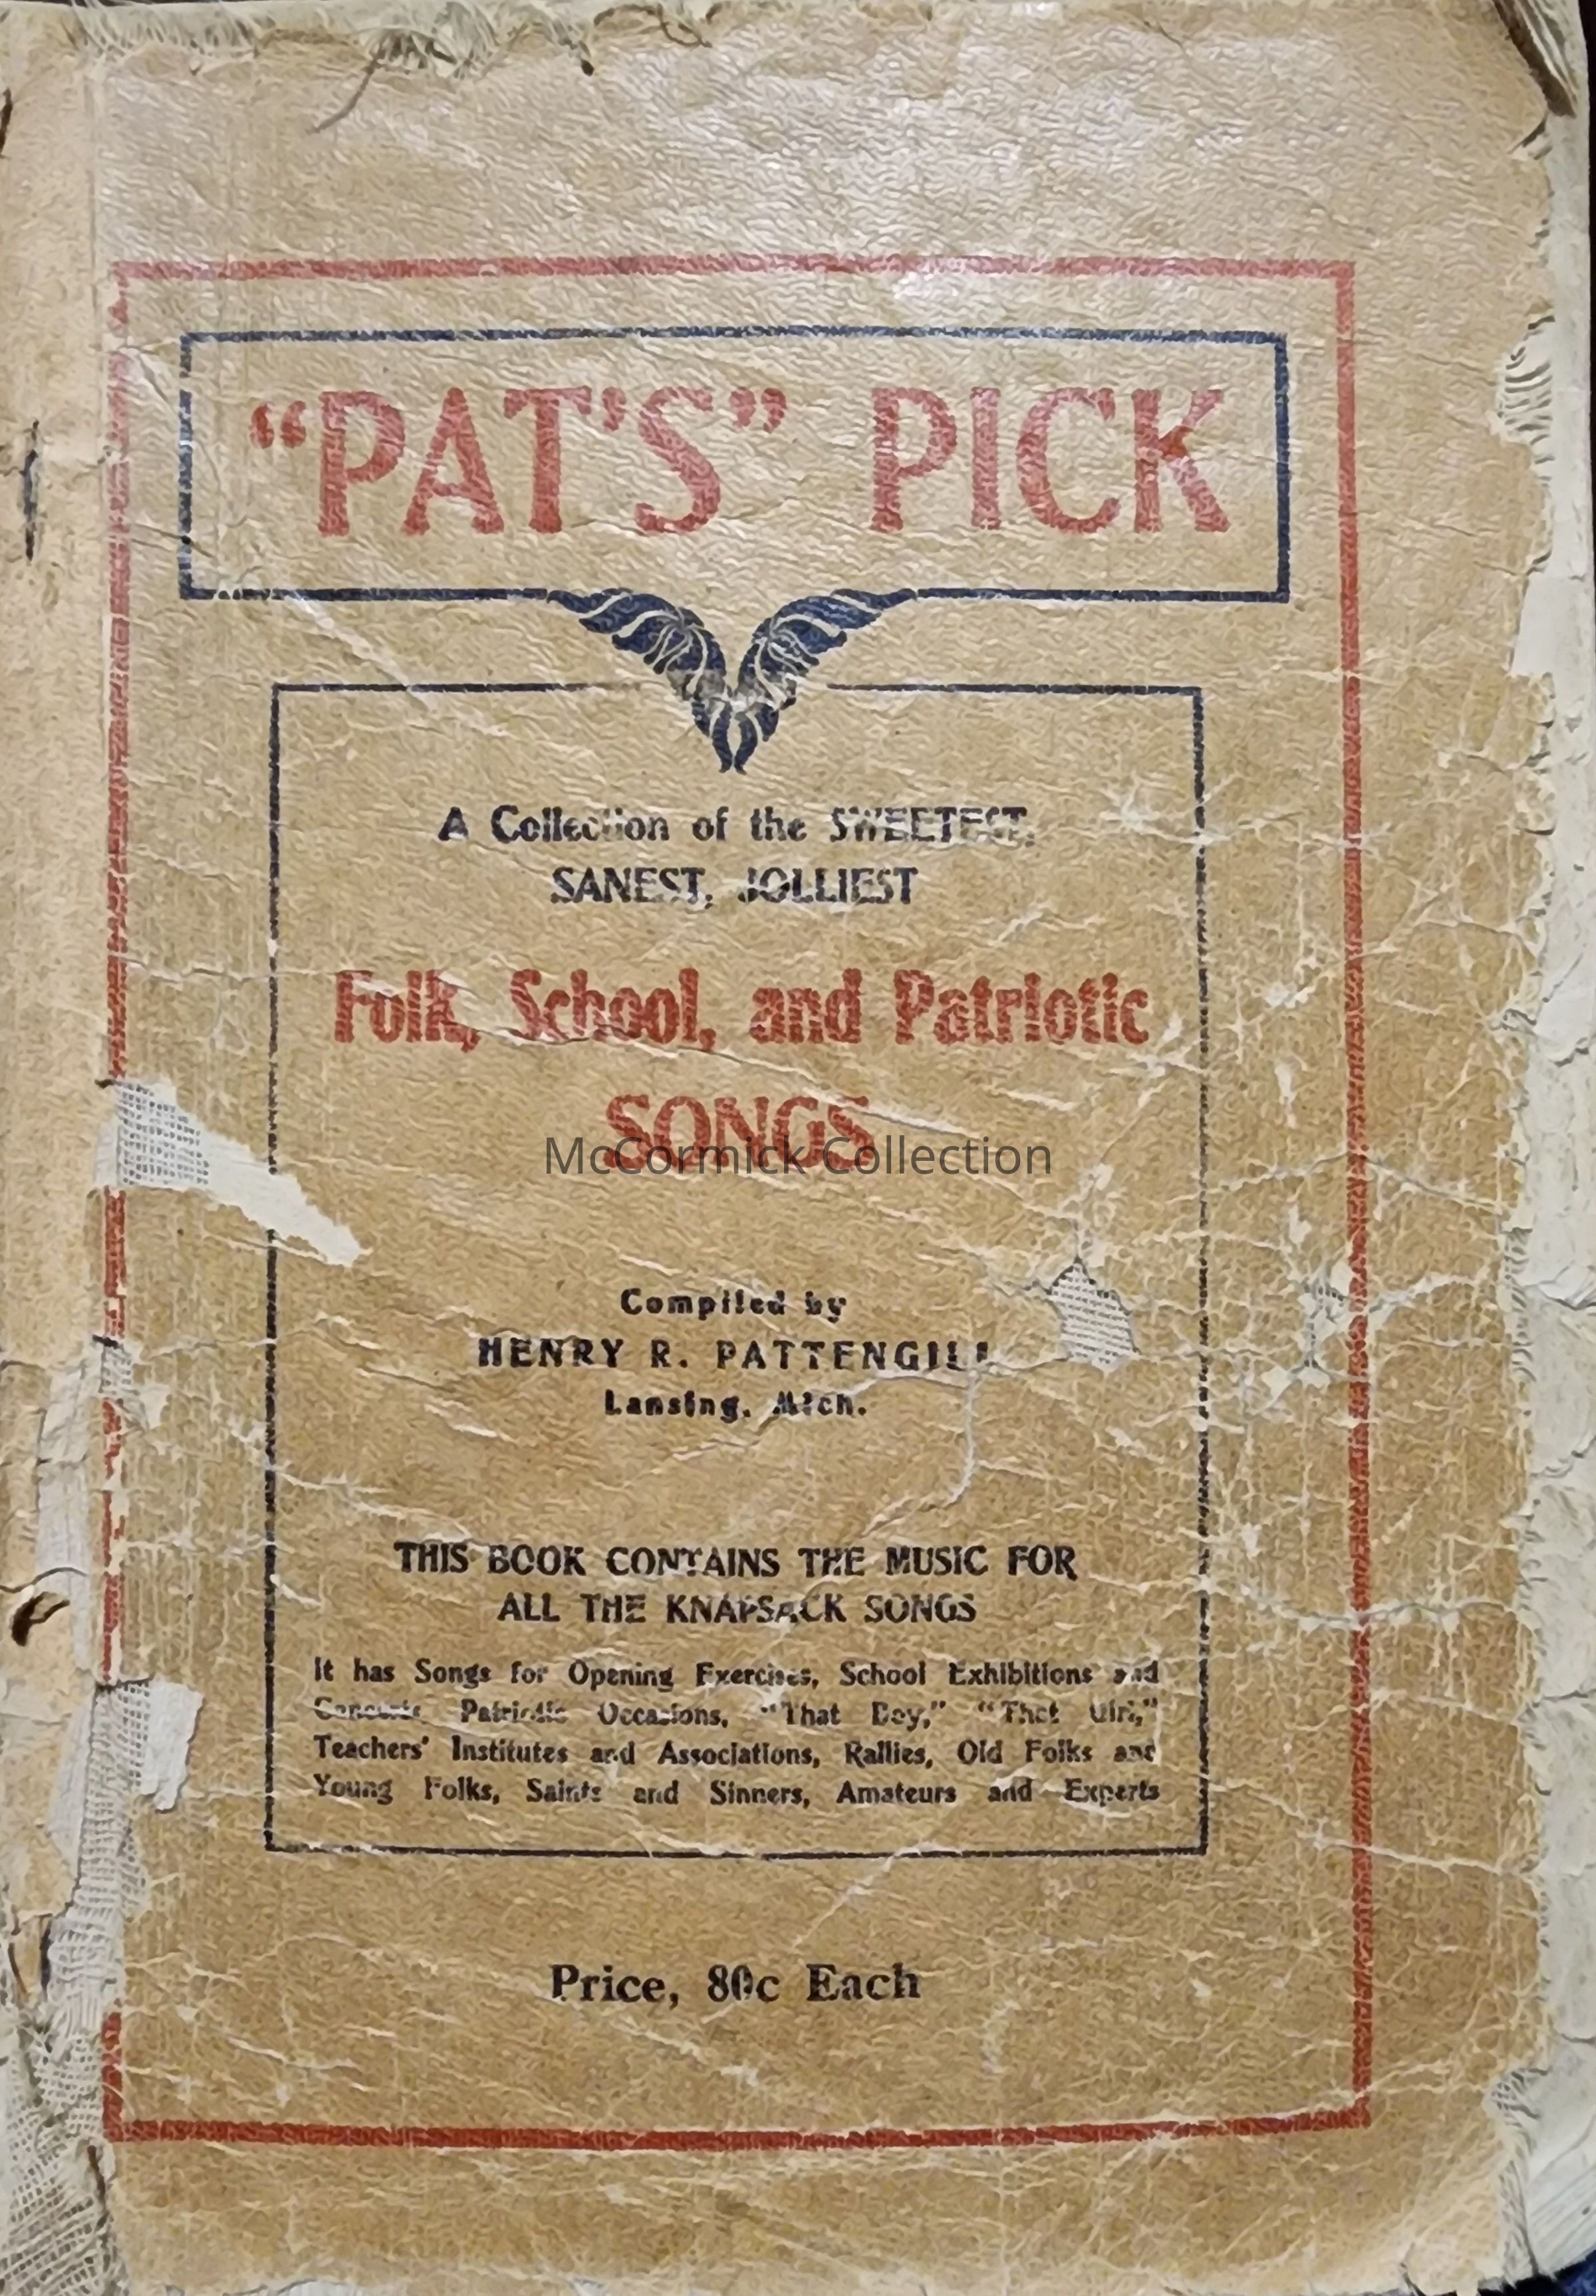 “PAT'S” PICK
A Collection of the SWEETEST,
SANEST, JOLLIEST
Folk, School, and Patriotic
SONGS
McCormick Collection
Compiled by
HENRY R. PATTENGILL
Lansing, Mich.
THIS BOOK CONTAINS THE MUSIC FOR
ALL THE KNAPSACK SONGS
It has Songs for Opening Exercises, School Exhibitions and
Concerts, Patriotic Occasions, “That Boy,” “That Girl,”
Teachers' Institutes and Associations, Rallies, Old Folks and
Young Folks, Saints and Sinners, Amateurs and Experts
Price, 80c Each